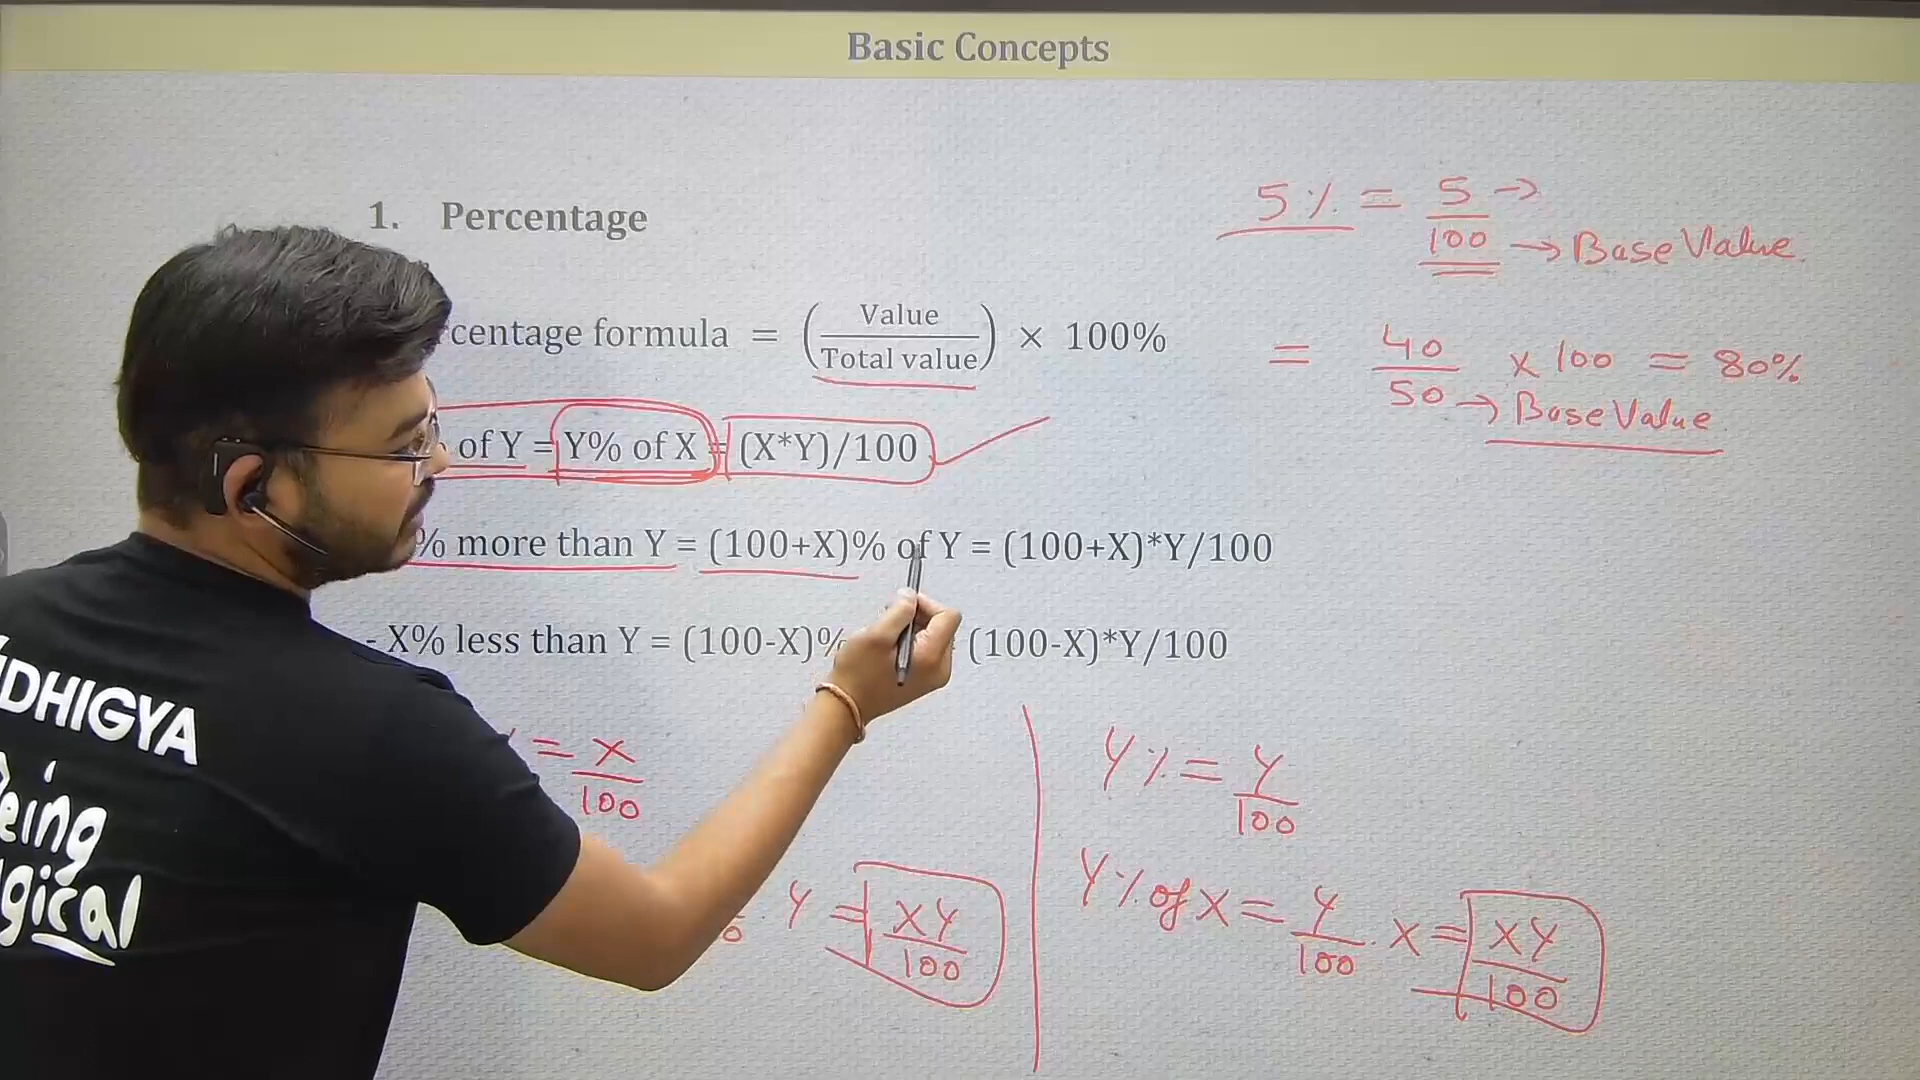 Basic Concepts
1. Percentage
centage formula = (Value/Total value) × 100%
of Y = Y% of X = (X*Y)/100
% more than Y = (100+X)% of Y = (100+X)*Y/100
- X% less than Y = (100-X)% (100-X)*Y/100
5% = 5/100 → → Base Value
= 40/50 x 100 = 80%
→ Base Value
= X/100
Y = XY/100
Y% = Y/100
Y% of X = Y/100 . X = XY/100
DHIGYA
eing
gical